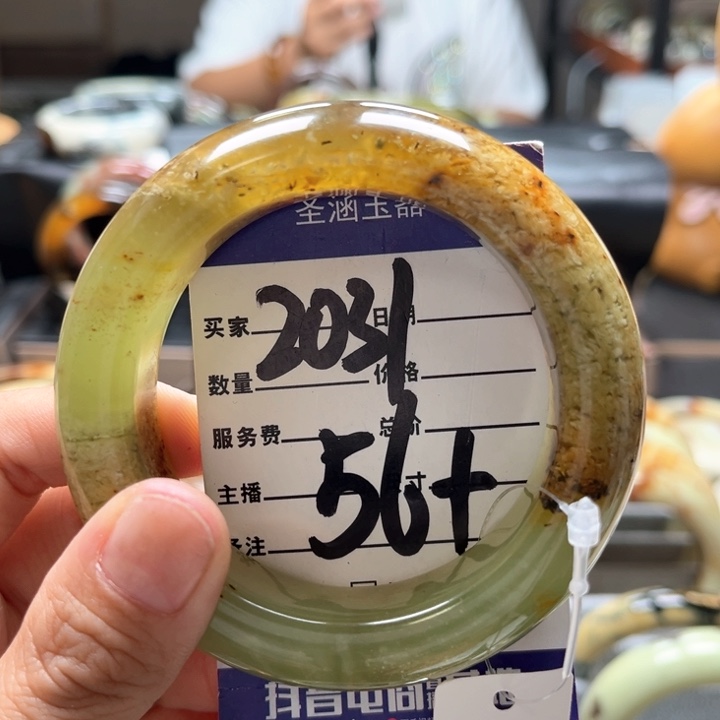 圣涵玉器
买家 日期
2031
数量 价格
服务费 总价
56+
主播 尺寸
备注
抖音电商